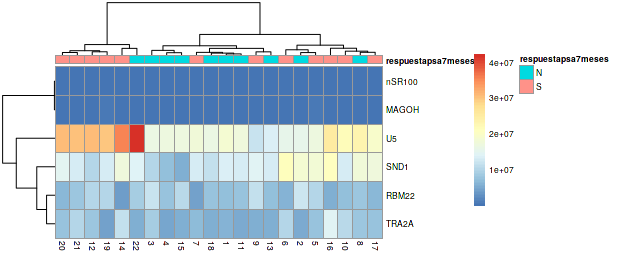 respuestapsa7meses
nSR100
MAGOH
U5
SND1
RBM22
TRA2A
20 21 12 19 14 22 3 4 15 7 18 1 11 9 13 6 2 5 16 10 8 17
4e+07
3e+07
2e+07
1e+07
respuestapsa7meses
N
S